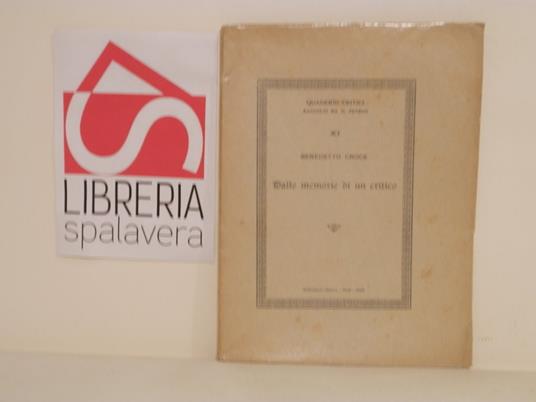 LIBRERIA
spalavera
QUADERNI CRITICI
XI
BENEDETTO CROCE
Dalle memorie di un critico